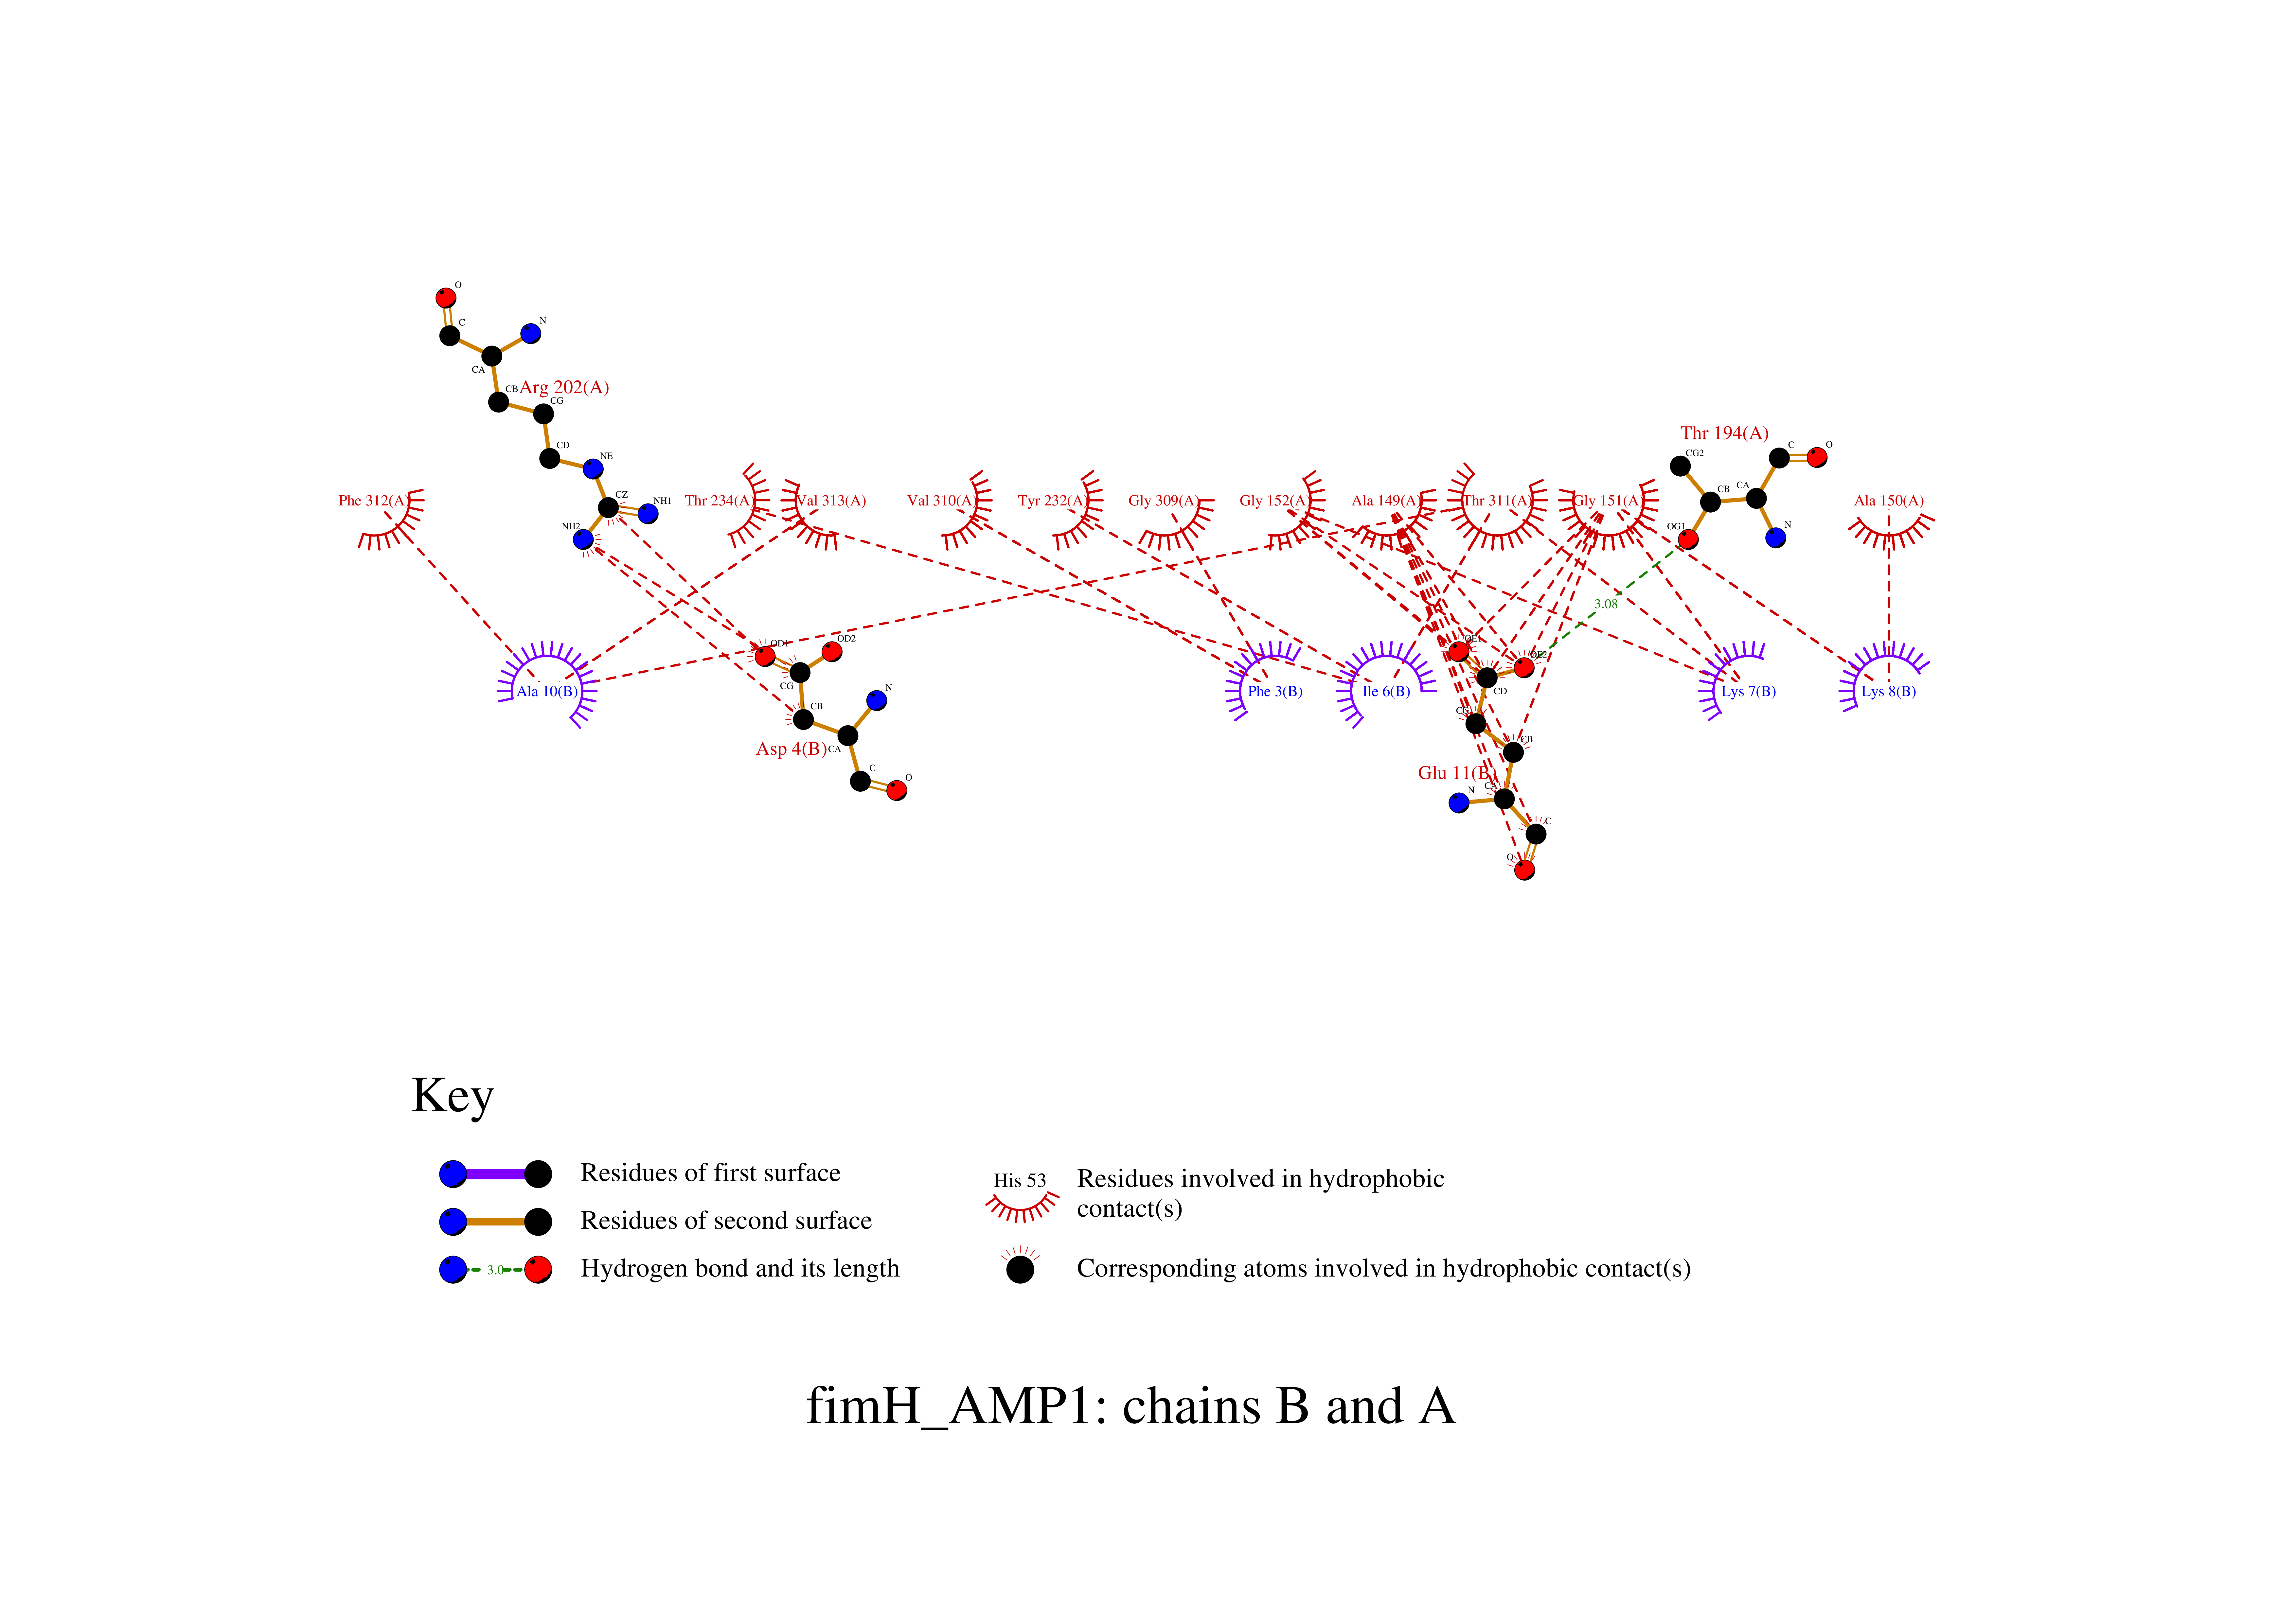 O
C
N
CA
CB
Arg 202(A)
CG
CD
NE
CZ
NH1
NH2
Thr 194(A)
CG2
C
O
CB
CA
OG1
N
Phe 312(A)
Thr 234(A)
Val 313(A)
Val 310(A)
Tyr 232(A)
Gly 309(A)
Gly 152(A)
Ala 149(A)
Thr 311(A)
Gly 151(A)
Ala 150(A)
3.08
OD1
OD2
CG
CB
N
Asp 4(B)
CA
C
O
OE1
OE2
CD
CG
CB
Glu 11(B)
CA
N
C
O
Ala 10(B)
Phe 3(B)
Ile 6(B)
Lys 7(B)
Lys 8(B)
Key
Residues of first surface
Residues of second surface
3.0
Hydrogen bond and its length
His 53
Residues involved in hydrophobic
contact(s)
Corresponding atoms involved in hydrophobic contact(s)
fimH_AMP1: chains B and A